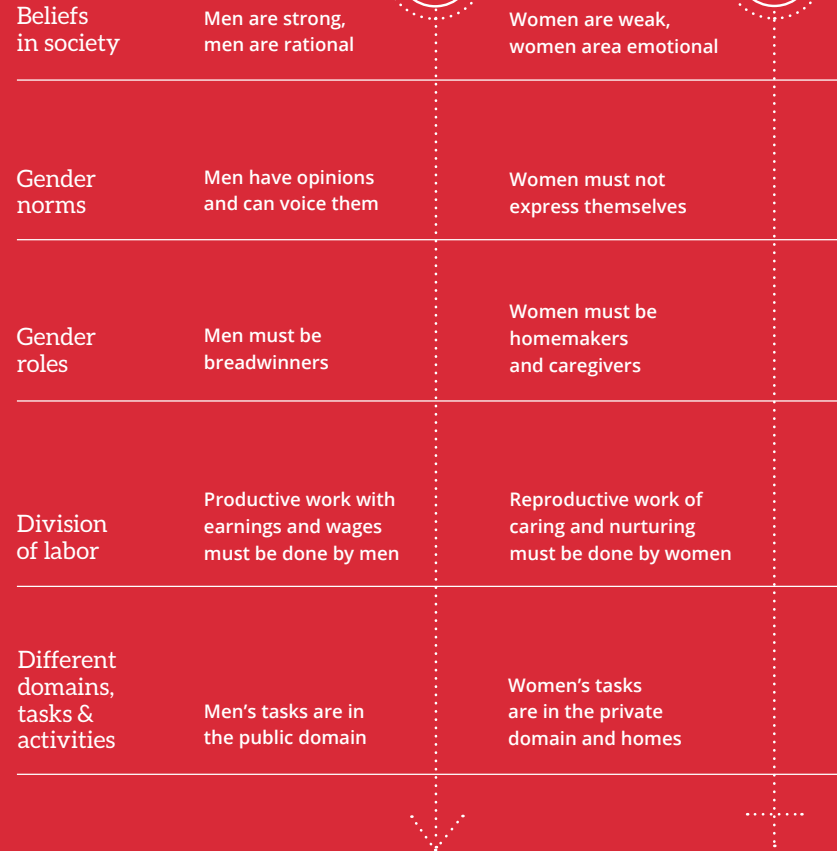 Beliefs
in society
Men are strong,
men are rational
Women are weak,
women area emotional
Gender
norms
Men have opinions
and can voice them
Women must not
express themselves
Gender
roles
Men must be
breadwinners
Women must be
homemakers
and caregivers
Division
of labor
Productive work with
earnings and wages
must be done by men
Reproductive work of
caring and nurturing
must be done by women
Different
domains,
tasks &
activities
Men's tasks are in
the public domain
Women’s tasks
are in the private
domain and homes